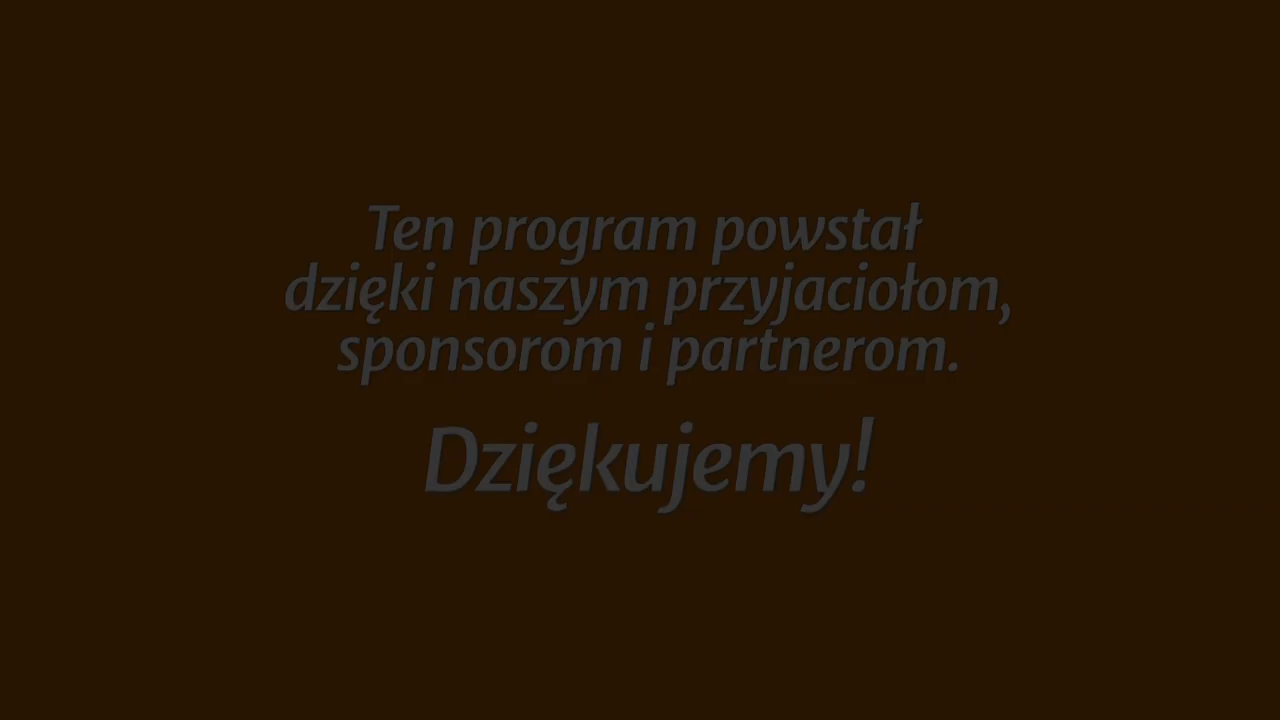 Ten program powstał
dzięki naszym przyjaciołom,
sponsorom i partnerom.
Dziękujemy!